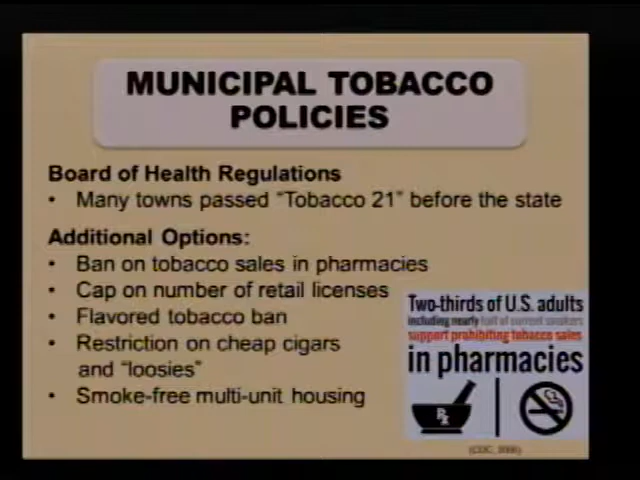 MUNICIPAL TOBACCO
POLICIES
Board of Health Regulations
• Many towns passed "Tobacco 21" before the state
Additional Options:
• Ban on tobacco sales in pharmacies
• Cap on number of retail licenses
• Flavored tobacco ban
• Restriction on cheap cigars
and "loosies"
• Smoke-free multi-unit housing
Two-thirds of U.S. adults
including nearly half of current smokers
support prohibiting tobacco sales
in pharmacies